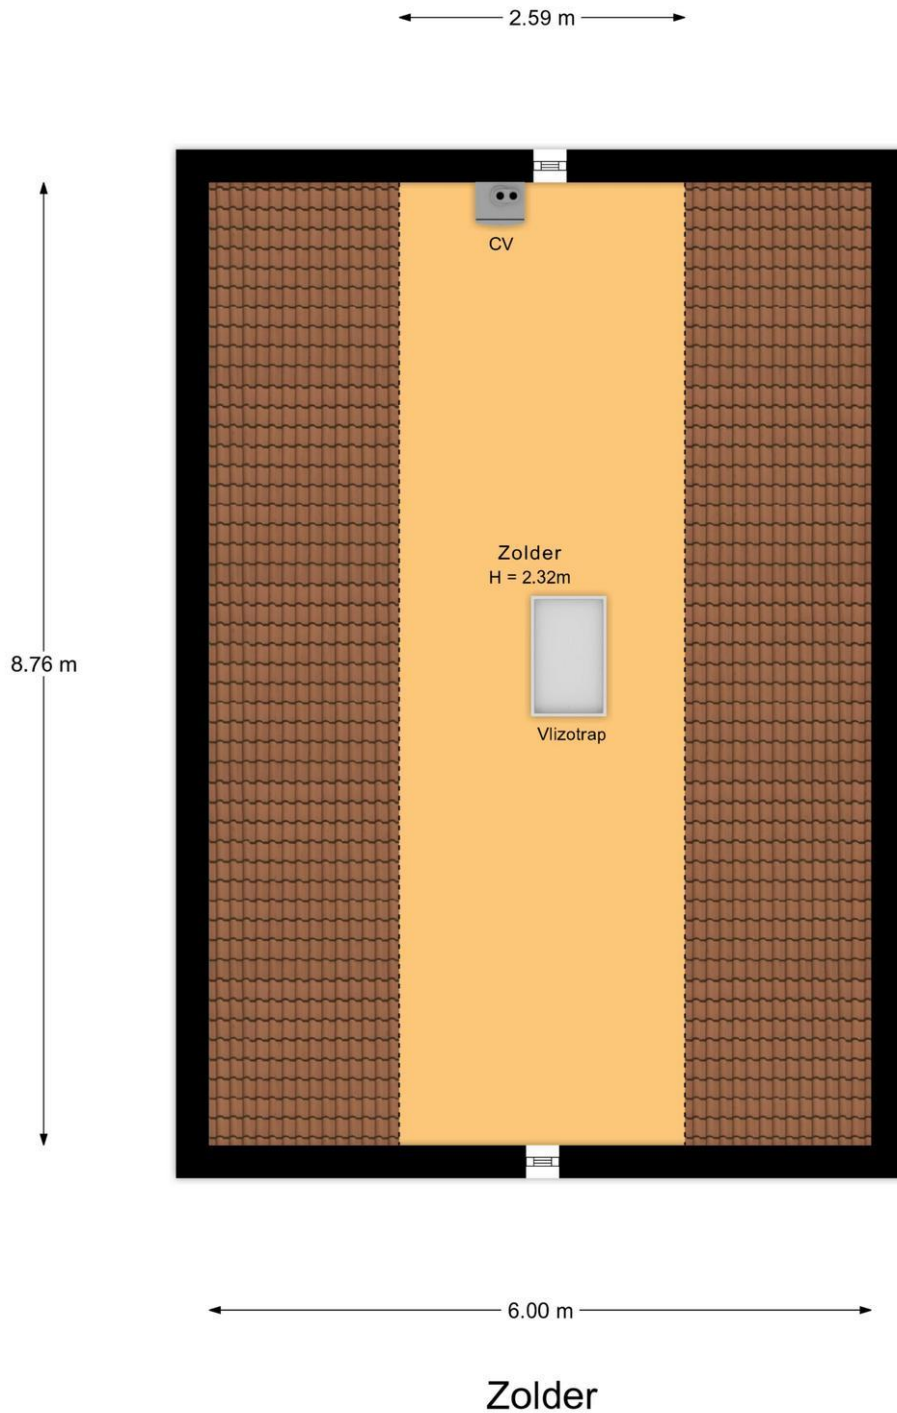 2.59 m
CV
Zolder
H = 2.32m
8.76 m
Vlizotrap
6.00 m
Zolder